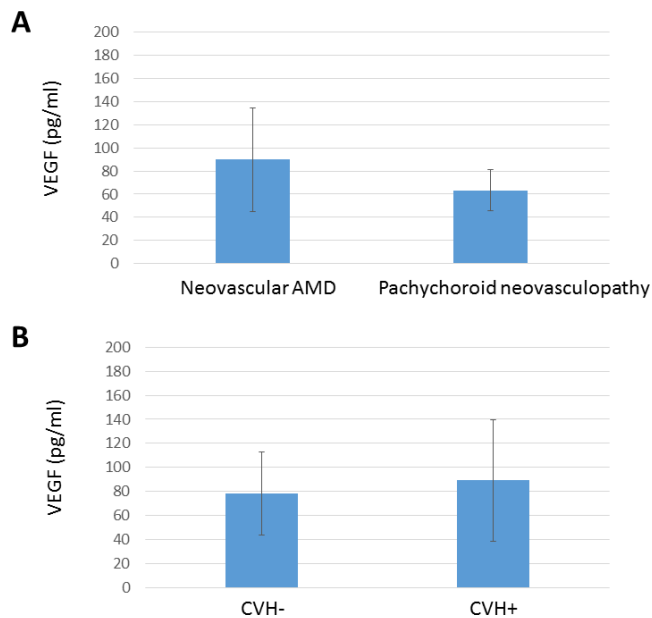 A
VEGF (pg/ml)
200
180
160
140
120
100
80
60
40
20
0
Neovascular AMD
Pachychoroid neovasculopathy
B
VEGF (pg/ml)
200
180
160
140
120
100
80
60
40
20
0
CVH-
CVH+